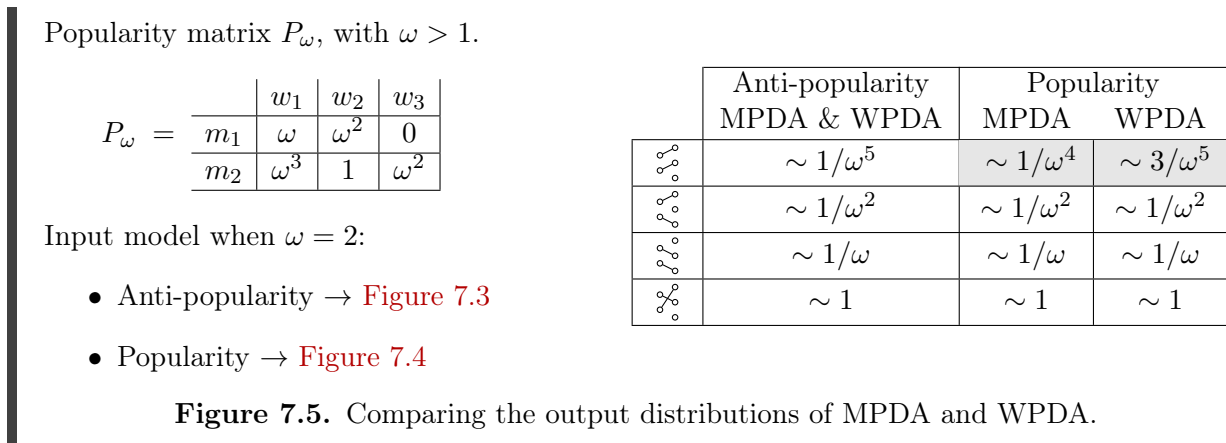 Popularity matrix P_ω, with ω > 1.
w₁ w₂ w₃
P_ω = m₁ ω ω² 0
m₂ ω³ 1 ω²
Input model when ω = 2:
• Anti-popularity → Figure 7.3
• Popularity → Figure 7.4
Anti-popularity Popularity
MPDA & WPDA MPDA WPDA
∼ 1/ω⁵ ∼ 1/ω⁴ ∼ 3/ω⁵
∼ 1/ω² ∼ 1/ω² ∼ 1/ω²
∼ 1/ω ∼ 1/ω ∼ 1/ω
∼ 1 ∼ 1 ∼ 1
Figure 7.5. Comparing the output distributions of MPDA and WPDA.